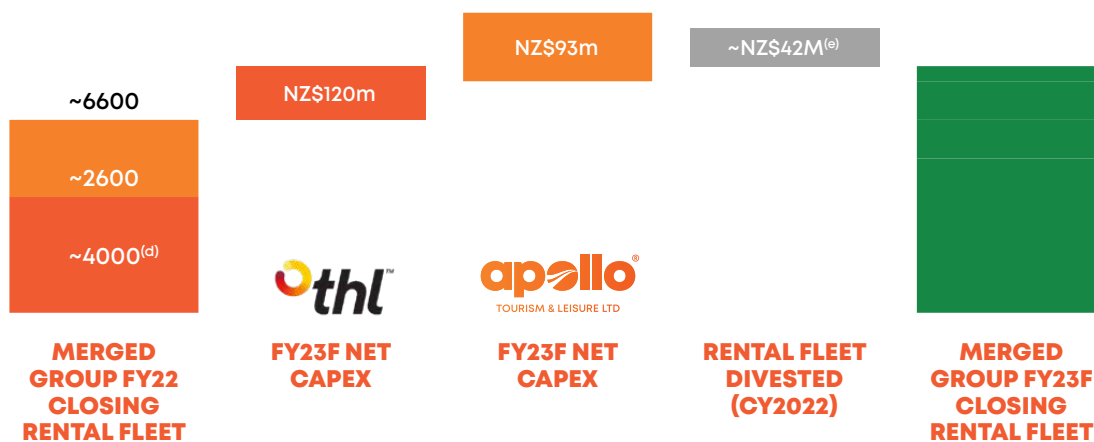 ~6600
~2600
~4000(d)
NZ$120m
NZ$93m
~NZ$42M(e)
thl™
apollo®
TOURISM & LEISURE LTD
MERGED
GROUP FY22
CLOSING
RENTAL FLEET
FY23F NET
CAPEX
FY23F NET
CAPEX
RENTAL FLEET
DIVESTED
(CY2022)
MERGED
GROUP FY23F
CLOSING
RENTAL FLEET